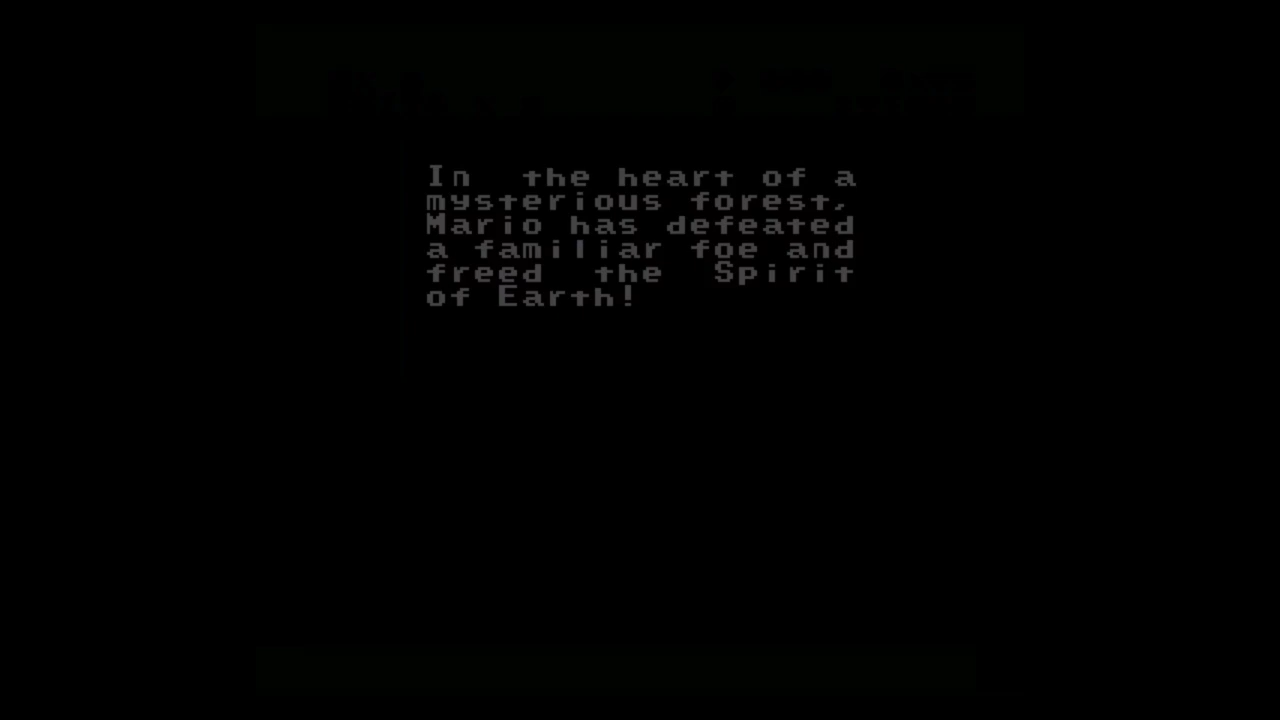 In the heart of a
mysterious forest,
Mario has defeated
a familiar foe and
freed the Spirit
of Earth!